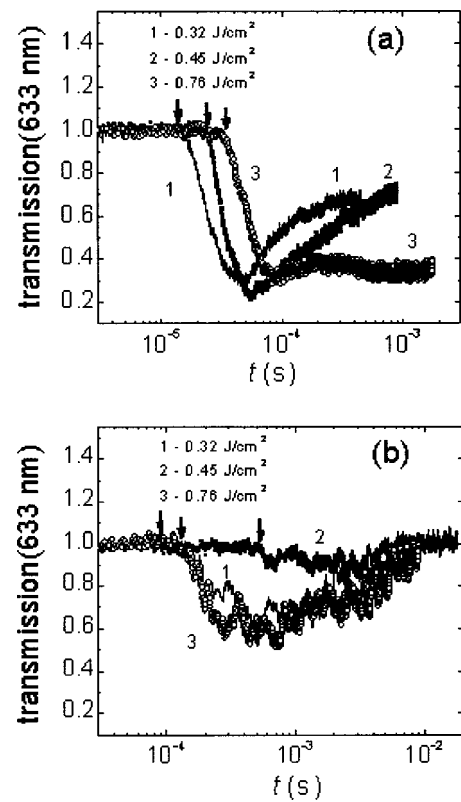 (a)
1 - 0.32 J/cm²
2 - 0.45 J/cm²
3 - 0.76 J/cm²
transmission(633 nm)
1.4
1.2
1.0
0.8
0.6
0.4
0.2
1
3
1
2
3
10⁻⁵
10⁻⁴
10⁻³
t (s)
(b)
1 - 0.32 J/cm²
2 - 0.45 J/cm²
3 - 0.76 J/cm²
transmission(633 nm)
1.4
1.2
1.0
0.8
0.6
0.4
0.2
2
1
3
10⁻⁴
10⁻³
10⁻²
t (s)